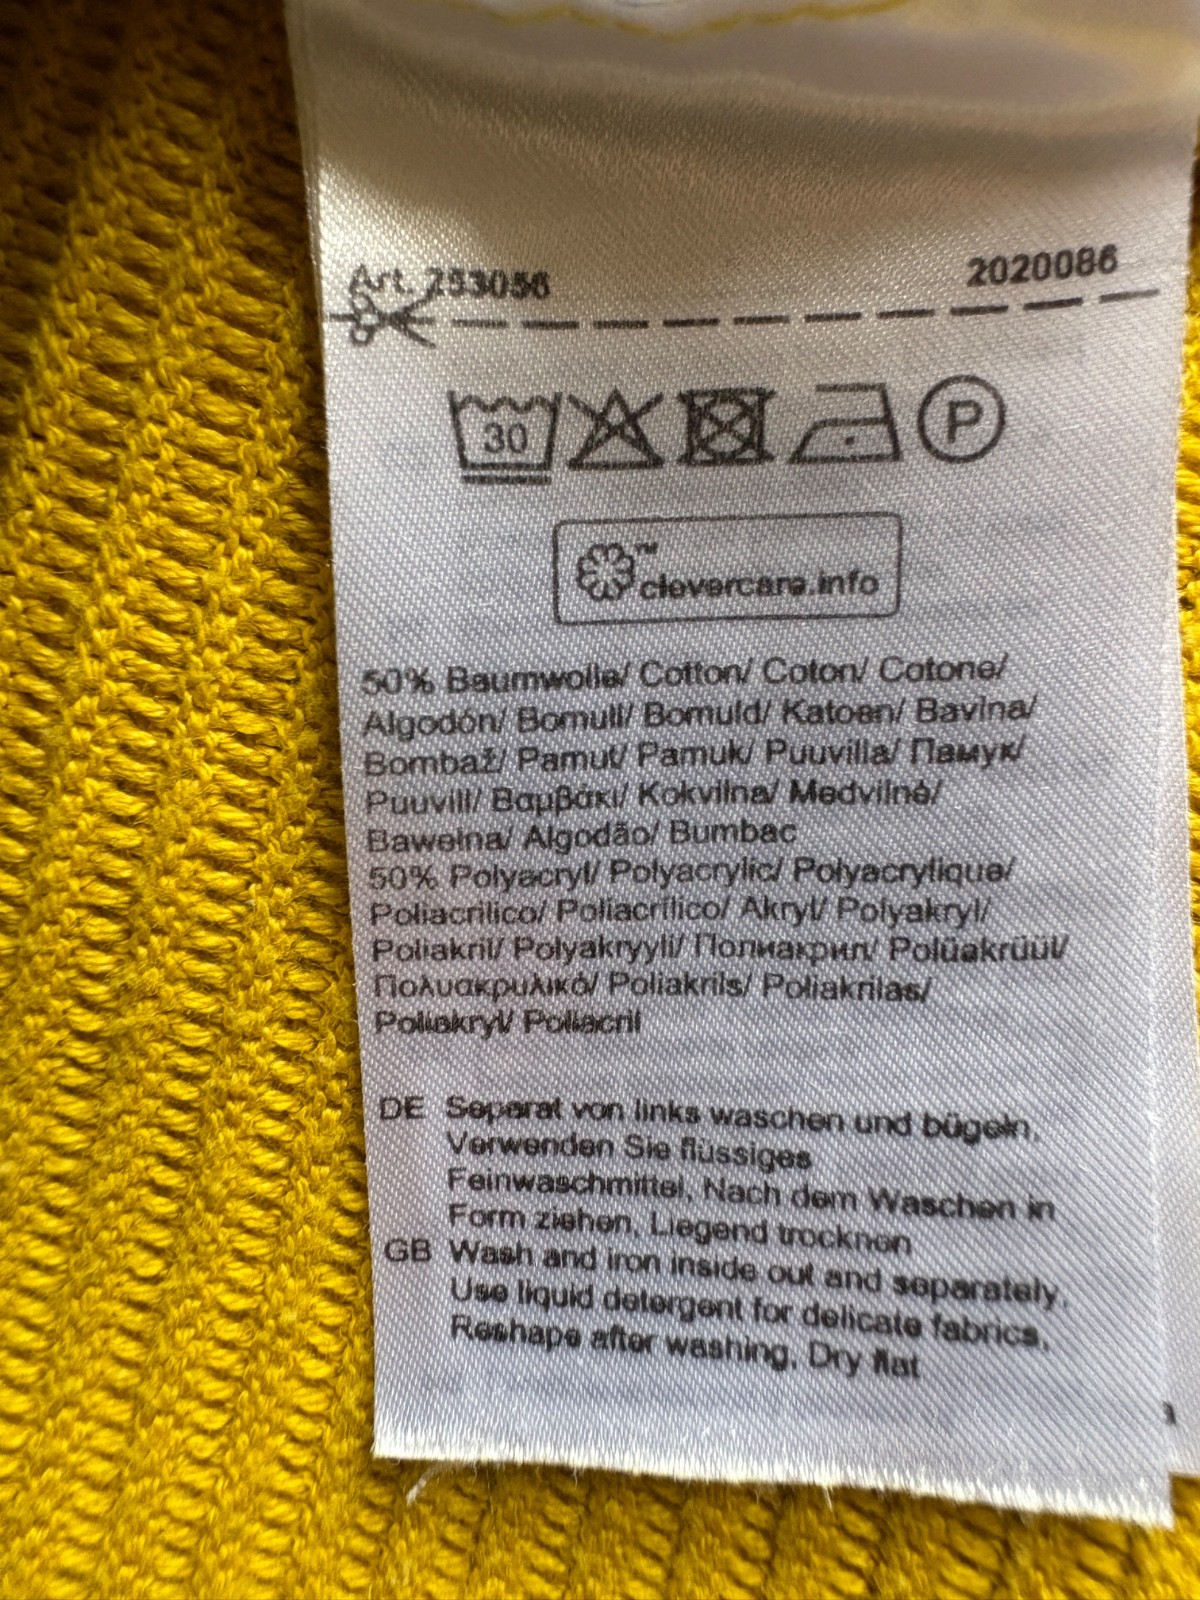 Art. 253056 2020086
30 P
™
clevercare.info
50% Baumwolle/ Cotton/ Coton/ Cotone/
Algodón/ Bomull/ Bomuld/ Katoen/ Bavlna/
Bombaž/ Pamut/ Pamuk/ Puuvilla/ Памук/
Puuvill/ Βαμβάκι/ Kokvilna/ Medvilnė/
Bawełna/ Algodão/ Bumbac
50% Polyacryl/ Polyacrylic/ Polyacrylique/
Poliacrilico/ Poliacrílico/ Akryl/ Polyakryl/
Poliakril/ Polyakryyli/ Полиакрил/ Polüakrüül/
Πολυακρυλικό/ Poliakrils/ Poliakrilas/
Poliakryl/ Poliacril
DE Separat von links waschen und bügeln,
Verwenden Sie flüssiges
Feinwaschmittel, Nach dem Waschen in
Form ziehen, Liegend trocknen
GB Wash and iron inside out and separately,
Use liquid detergent for delicate fabrics,
Reshape after washing, Dry flat